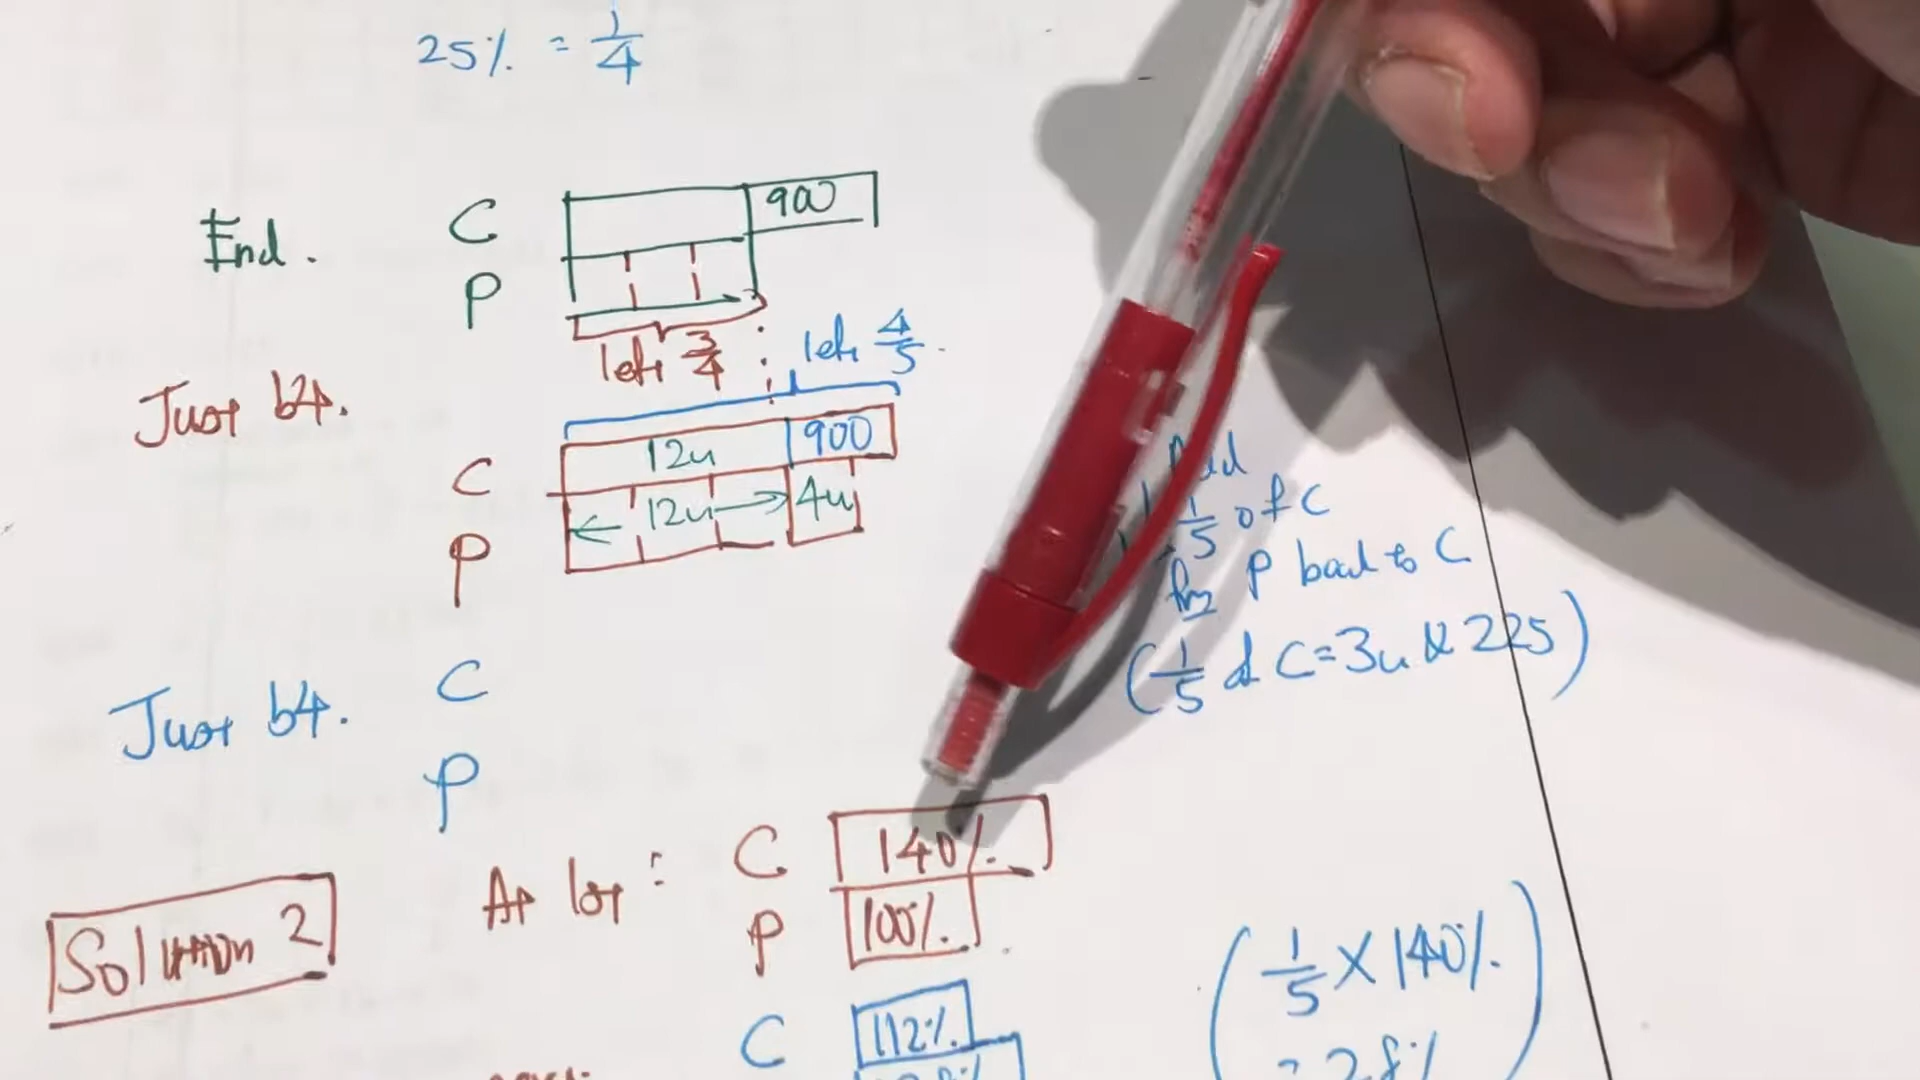 25% = 1/4
End. C 900
P
left 3/4 left 4/5.
Just b4.
C 12u 900
P 12u 4u
1/5 of C
P back to C
(1/5 of C = 3u & 225)
Just b4. C
P
At 1st : C 140%.
P 100%.
Solution 2
C 112%.
(1/5 X 140%.
= 28%)